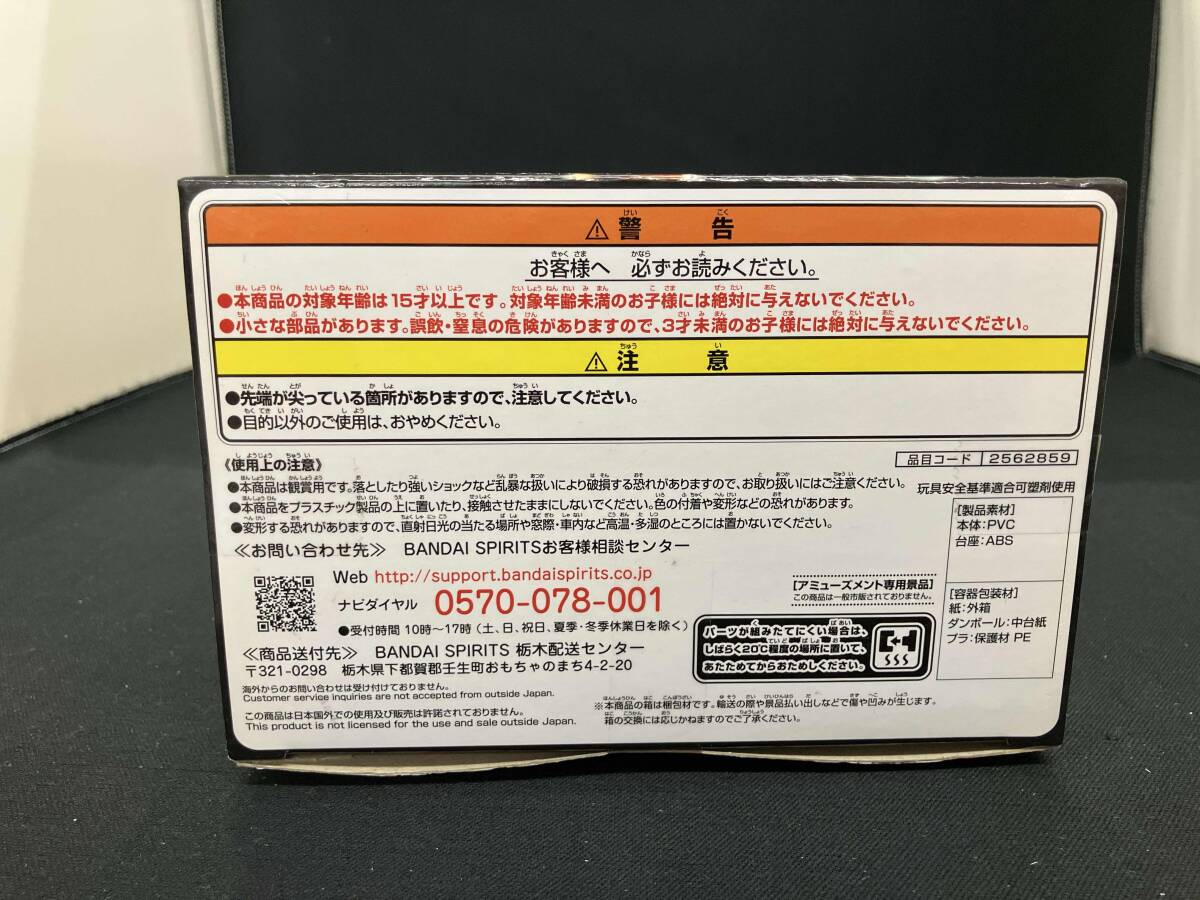 ⚠警告
お客様へ 必ずお読みください。
●本商品の対象年齢は15才以上です。対象年齢未満のお子様には絶対に与えないでください。
●小さな部品があります。誤飲・窒息の危険がありますので、3才未満のお子様には絶対に与えないでください。
⚠注意
●先端が尖っている箇所がありますので、注意してください。
●目的以外のご使用は、おやめください。
《使用上の注意》
品目コード 2562859
●本商品は観賞用です。落としたり強いショックなど乱暴な扱いにより破損する恐れがありますので、お取り扱いにはご注意ください。
●本商品をプラスチック製品の上に置いたり、接触させたままにしないでください。色の付着や変形などの恐れがあります。
●変形する恐れがありますので、直射日光の当たる場所や窓際・車内など高温・多湿のところには置かないでください。
玩具安全基準適合可塑剤使用
[製品素材]
本体:PVC
台座:ABS
[容器包装材]
紙:外箱
ダンボール:中台紙
プラ:保護材 PE
≪お問い合わせ先≫ BANDAI SPIRITSお客様相談センター
Web http://support.bandaispirits.co.jp
ナビダイヤル 0570-078-001
●受付時間 10時〜17時(土、日、祝日、夏季・冬季休業日を除く)
[アミューズメント専用景品]
この商品は一般市販されておりません。
パーツが組みたてにくい場合は、
しばらく20℃程度の場所に置いて、
あたためてからおためしください。
≪商品送付先≫ BANDAI SPIRITS 栃木配送センター
〒321-0298 栃木県下都賀郡壬生町おもちゃのまち4-2-20
海外からのお問い合わせは受け付けておりません。
Customer service inquiries are not accepted from outside Japan.
この商品は日本国外での使用及び販売は許諾されておりません。
This product is not licensed for the use and sale outside Japan.
※本商品の箱は梱包材です。輸送の際や景品払い出しなどで傷や凹みが生じます。
箱の交換には応じかねますのでご了承ください。